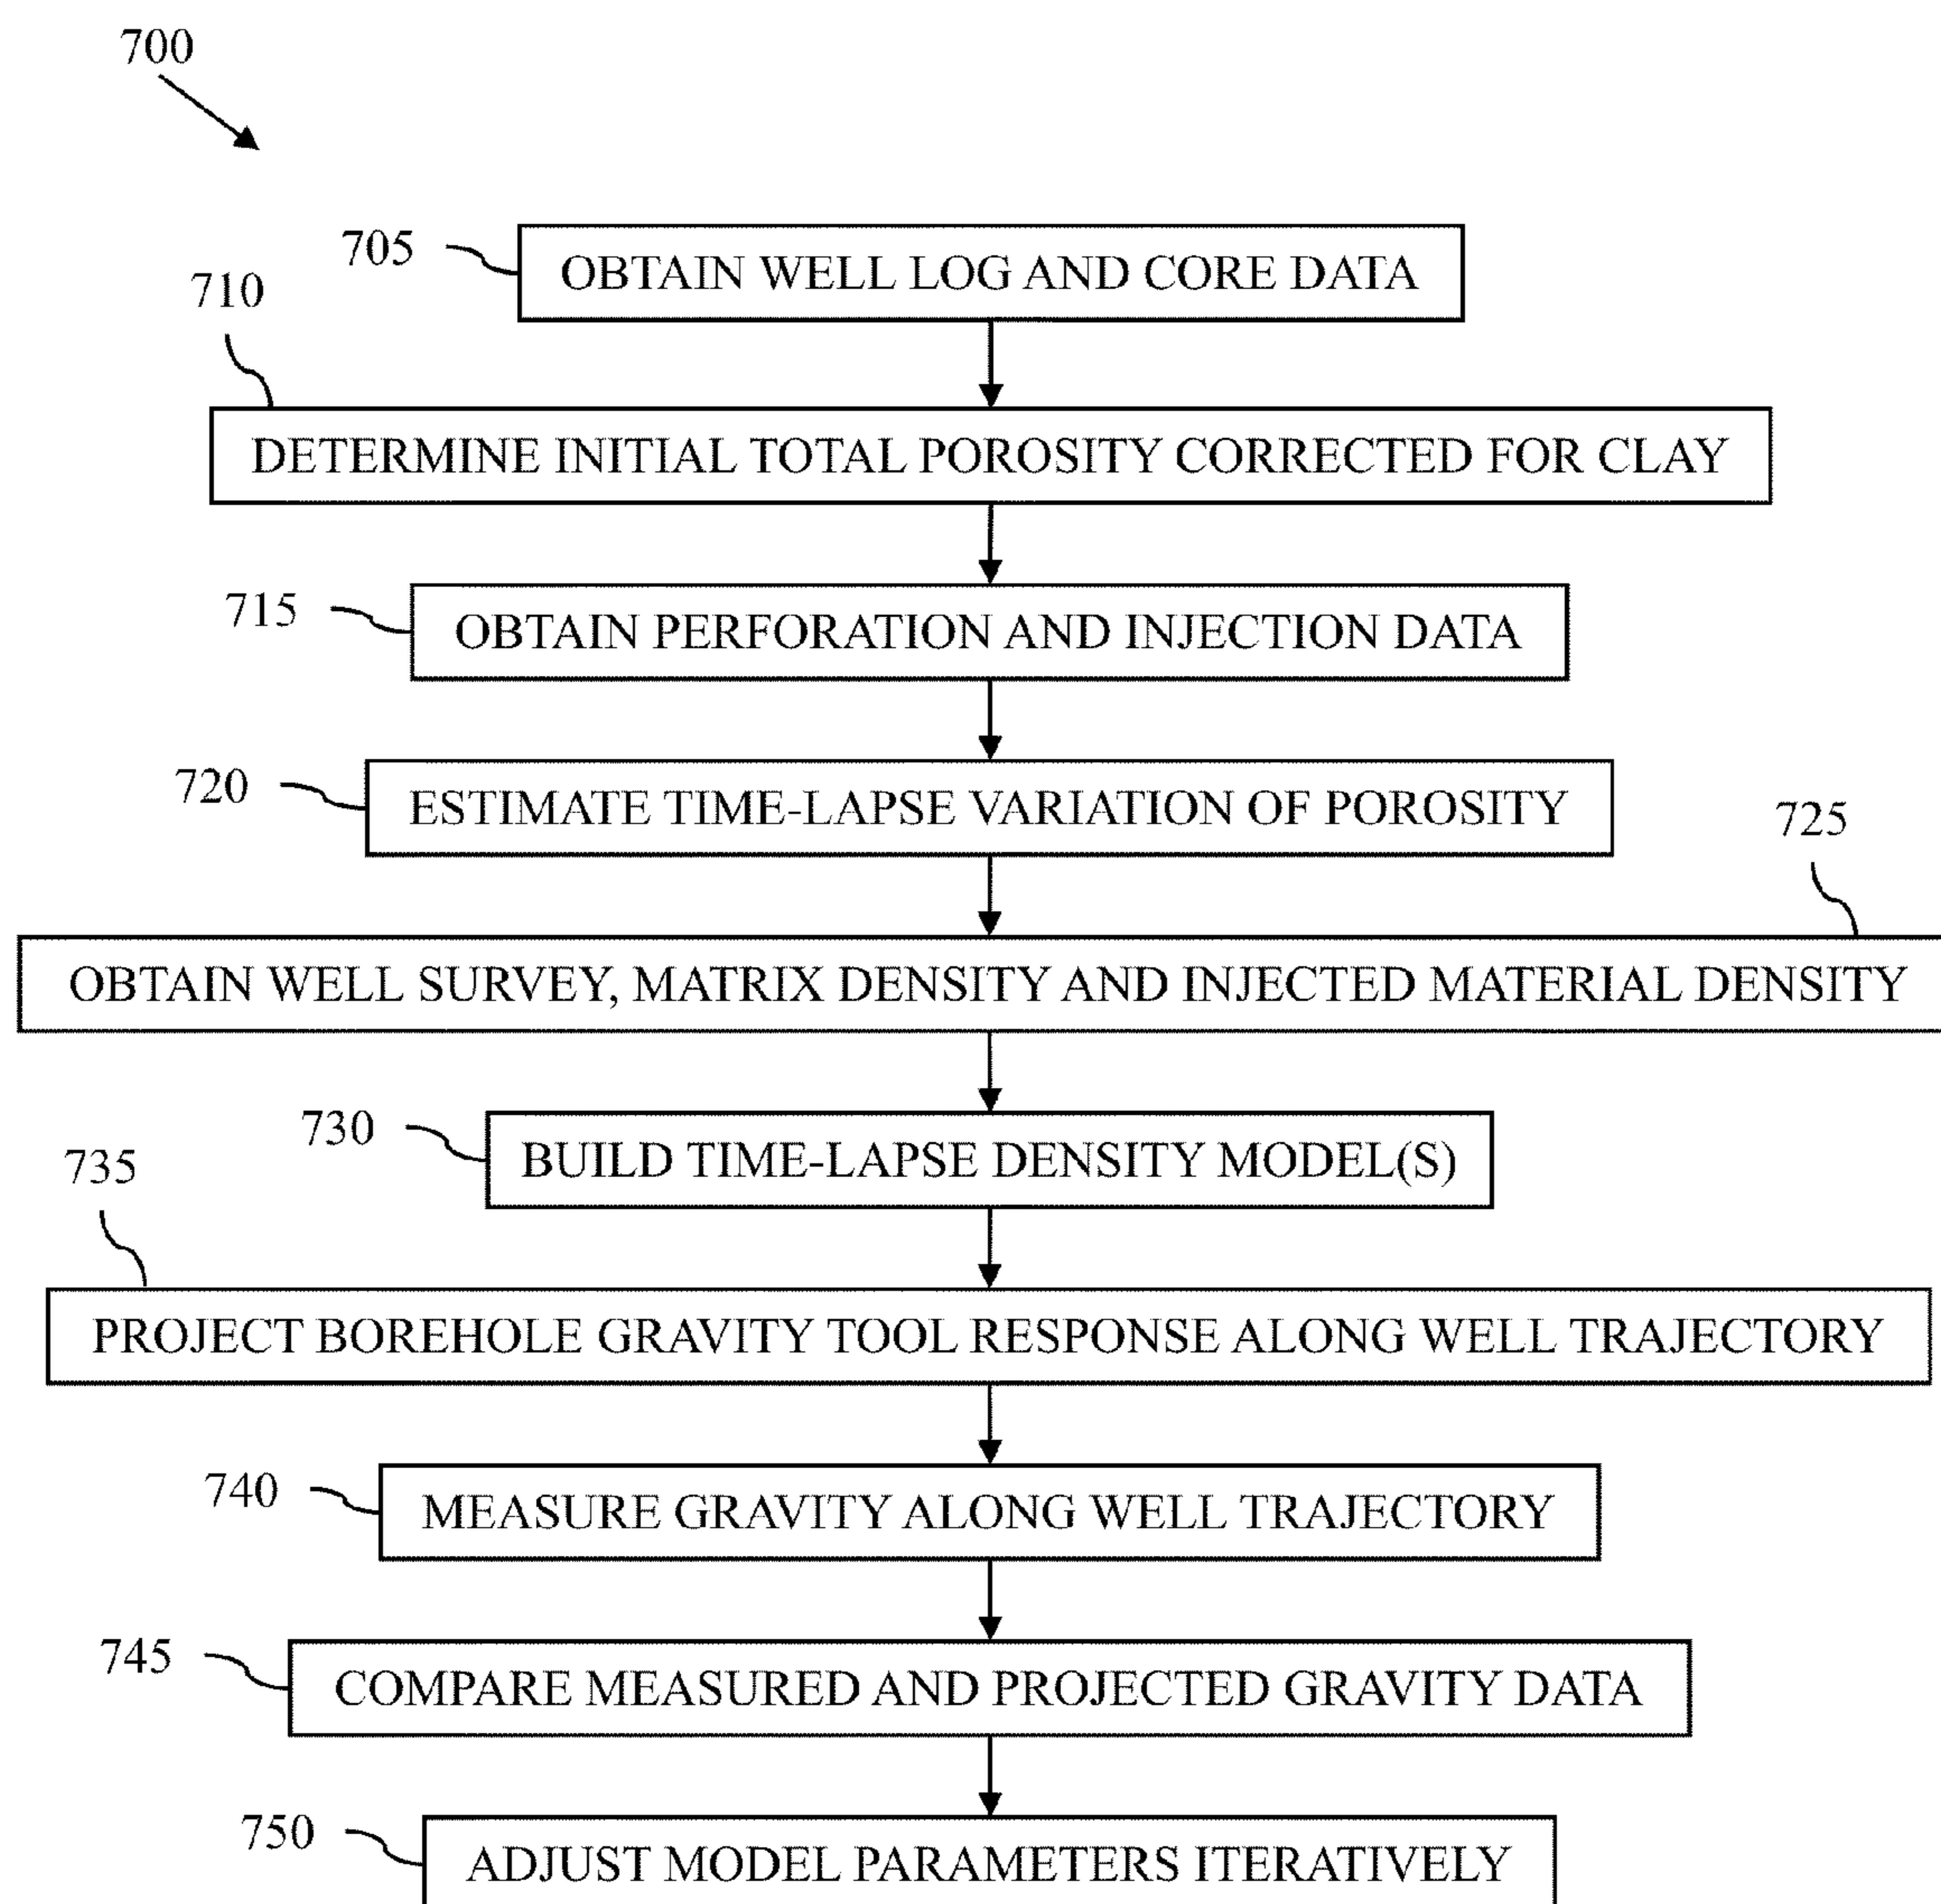 700
705
OBTAIN WELL LOG AND CORE DATA
710
DETERMINE INITIAL TOTAL POROSITY CORRECTED FOR CLAY
715
OBTAIN PERFORATION AND INJECTION DATA
720
ESTIMATE TIME-LAPSE VARIATION OF POROSITY
725
OBTAIN WELL SURVEY, MATRIX DENSITY AND INJECTED MATERIAL DENSITY
730
BUILD TIME-LAPSE DENSITY MODEL(S)
735
PROJECT BOREHOLE GRAVITY TOOL RESPONSE ALONG WELL TRAJECTORY
740
MEASURE GRAVITY ALONG WELL TRAJECTORY
745
COMPARE MEASURED AND PROJECTED GRAVITY DATA
750
ADJUST MODEL PARAMETERS ITERATIVELY